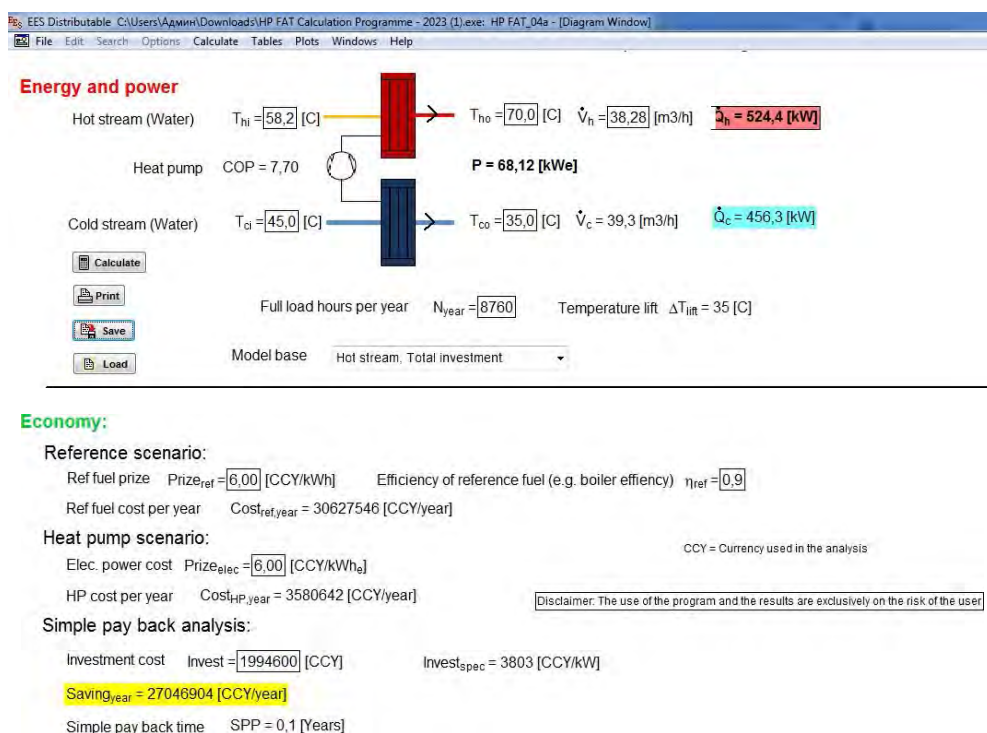 EES Distributable C:\Users\Админ\Downloads\HP FAT Calculation Programme - 2023 (1).exe: HP FAT_04a - [Diagram Window]
File Edit Search Options Calculate Tables Plots Windows Help
Energy and power
Hot stream (Water) Thi = 58,2 [C] Tho = 70,0 [C] V̇h = 38,28 [m3/h] Q̇h = 524,4 [kW]
Heat pump COP = 7,70 P = 68,12 [kWe]
Cold stream (Water) Tci = 45,0 [C] Tco = 35,0 [C] V̇c = 39,3 [m3/h] Q̇c = 456,3 [kW]
Calculate
Print
Full load hours per year Nyear = 8760 Temperature lift ΔTlift = 35 [C]
Save
Model base Hot stream, Total investment
Load
Economy:
Reference scenario:
Ref fuel prize Prizeref = 6,00 [CCY/kWh] Efficiency of reference fuel (e.g. boiler effiency) ηref = 0,9
Ref fuel cost per year Costref,year = 30627546 [CCY/year]
Heat pump scenario:
CCY = Currency used in the analysis
Elec. power cost Prizeelec = 6,00 [CCY/kWhe]
HP cost per year CostHP,year = 3580642 [CCY/year]
Disclaimer: The use of the program and the results are exclusively on the risk of the user
Simple pay back analysis:
Investment cost Invest = 1994600 [CCY] Investspec = 3803 [CCY/kW]
Savingyear = 27046904 [CCY/year]
Simple pay back time SPP = 0,1 [Years]